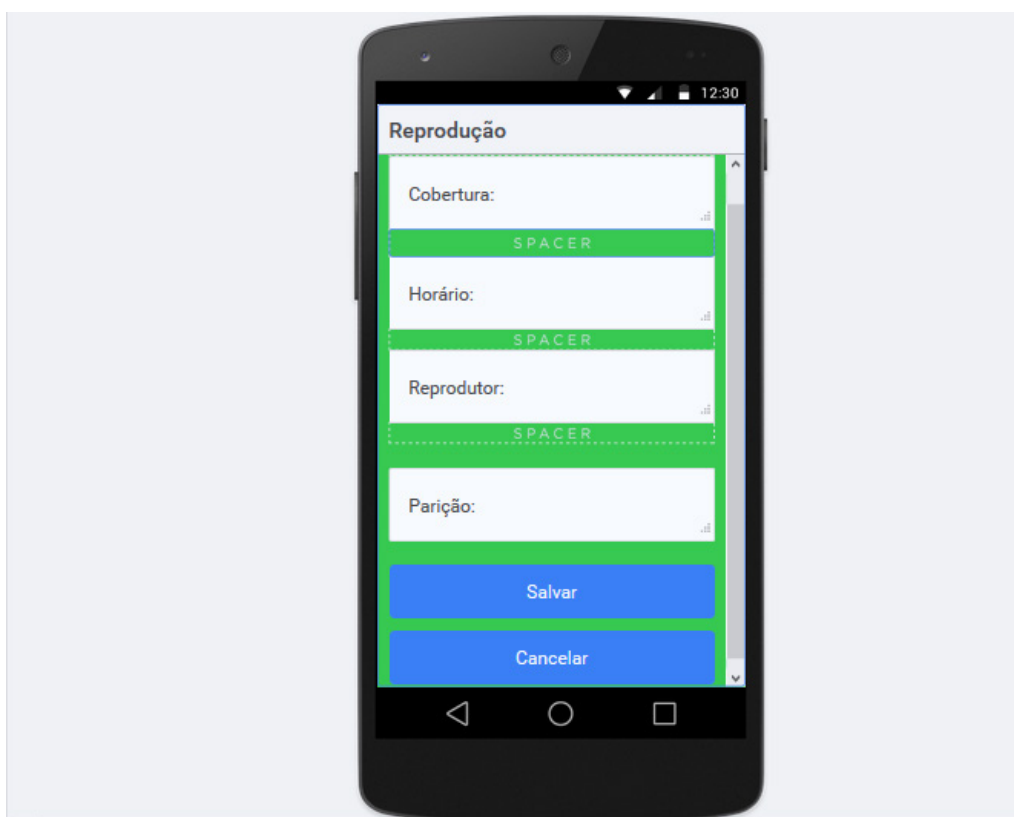 12:30
Reprodução
Cobertura:
SPACER
Horário:
SPACER
Reprodutor:
SPACER
Parição:
Salvar
Cancelar